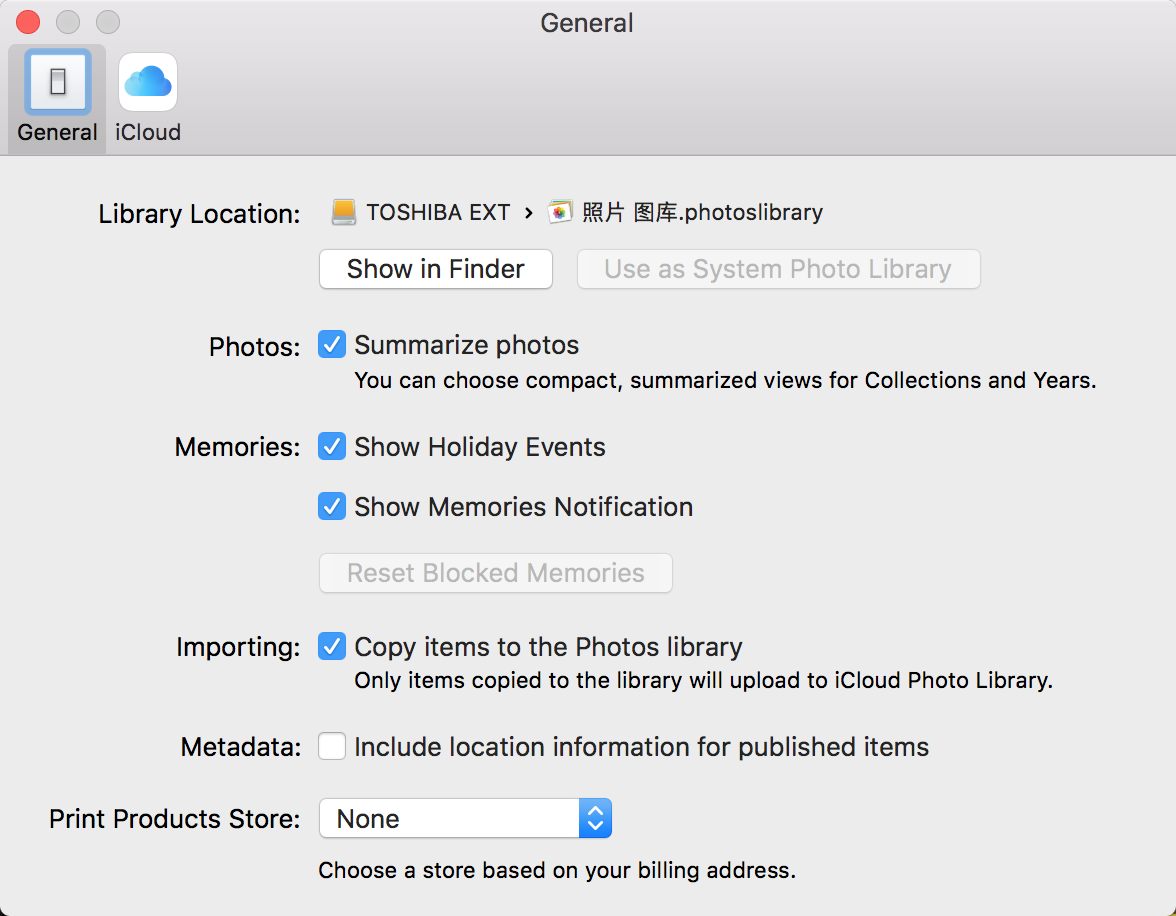 General
General
iCloud
Library Location: TOSHIBA EXT › 照片 图库.photoslibrary
Show in Finder
Use as System Photo Library
Photos: Summarize photos
You can choose compact, summarized views for Collections and Years.
Memories: Show Holiday Events
Show Memories Notification
Reset Blocked Memories
Importing: Copy items to the Photos library
Only items copied to the library will upload to iCloud Photo Library.
Metadata: Include location information for published items
Print Products Store: None
Choose a store based on your billing address.